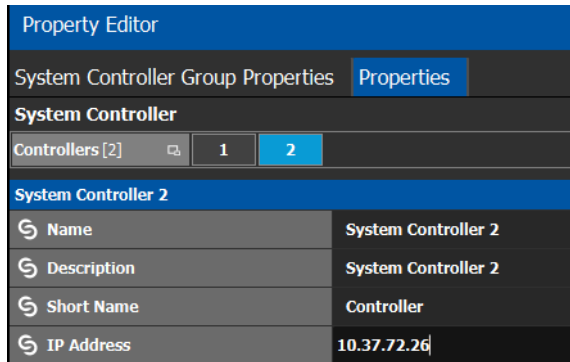 Property Editor
System Controller Group Properties Properties
System Controller
Controllers [2] 1 2
System Controller 2
Name System Controller 2
Description System Controller 2
Short Name Controller
IP Address 10.37.72.26